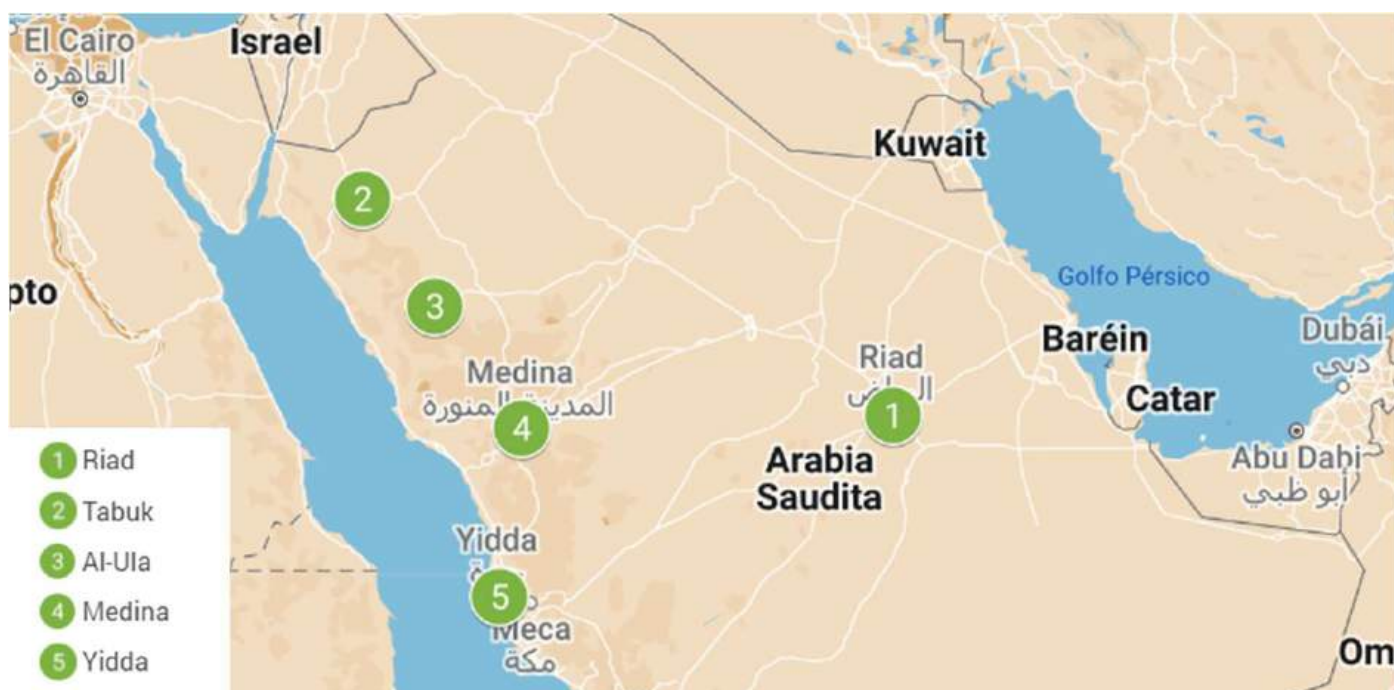 El Cairo
القاهرة
Israel
Kuwait
Golfo Pérsico
pto
Baréin
Dubái
دبي
Riad
Medina
المدينة المنورة
Catar
Arabia
Saudita
Abu Dabi
أبو ظبي
Yidda
Meca
مكة
Om
2
3
4
1
5
1 Riad
2 Tabuk
3 Al-Ula
4 Medina
5 Yidda